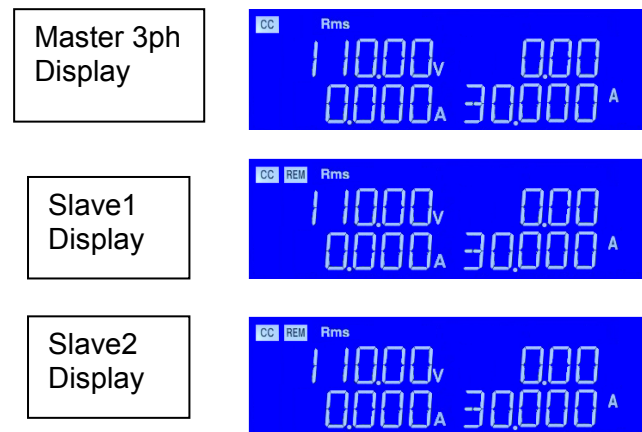 Master 3ph
Display
CC Rms
110.00V 0.00
0.000A 30.000 A
Slave1
Display
CC REM Rms
110.00V 0.00
0.000A 30.000 A
Slave2
Display
CC REM Rms
110.00V 0.00
0.000A 30.000 A